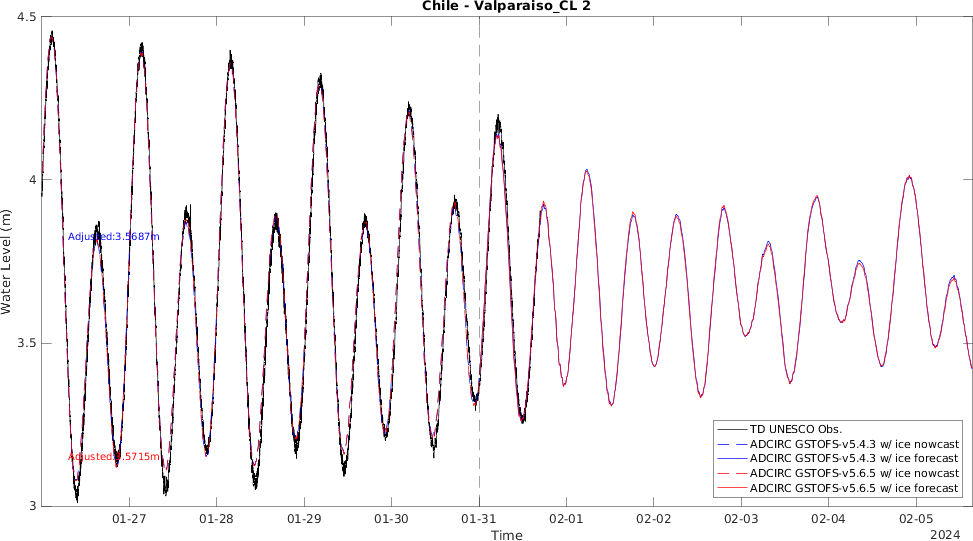 Chile - Valparaiso_CL 2
4.5
4
3.5
3
Water Level (m)
Adjusted:3.5687m
Adjusted:3.5715m
TD UNESCO Obs.
ADCIRC GSTOFS-v5.4.3 w/ ice nowcast
ADCIRC GSTOFS-v5.4.3 w/ ice forecast
ADCIRC GSTOFS-v5.6.5 w/ ice nowcast
ADCIRC GSTOFS-v5.6.5 w/ ice forecast
01-27 01-28 01-29 01-30 01-31 02-01 02-02 02-03 02-04 02-05
Time
2024